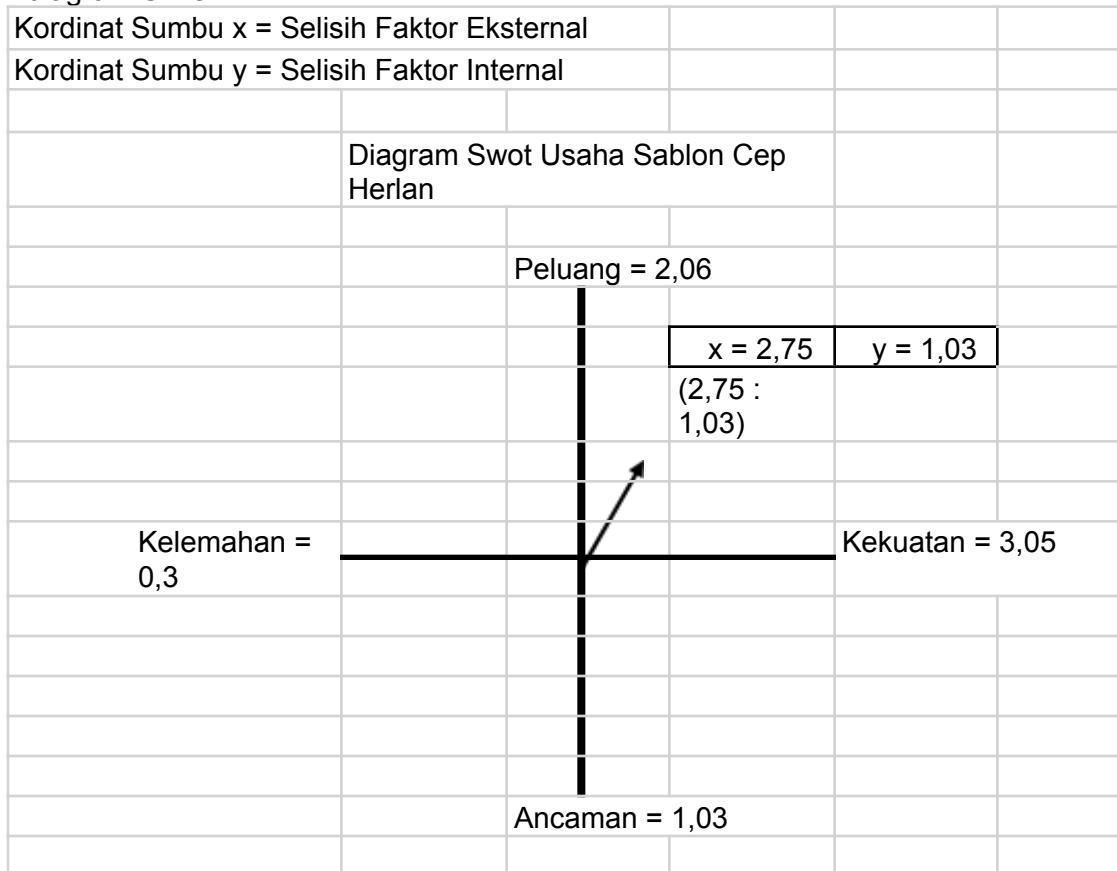 Kordinat Sumbu x = Selisih Faktor Eksternal
Kordinat Sumbu y = Selisih Faktor Internal
Diagram Swot Usaha Sablon Cep
Herlan
Peluang = 2,06
x = 2,75 y = 1,03
(2,75 :
1,03)
Kelemahan =
0,3
Kekuatan = 3,05
Ancaman = 1,03